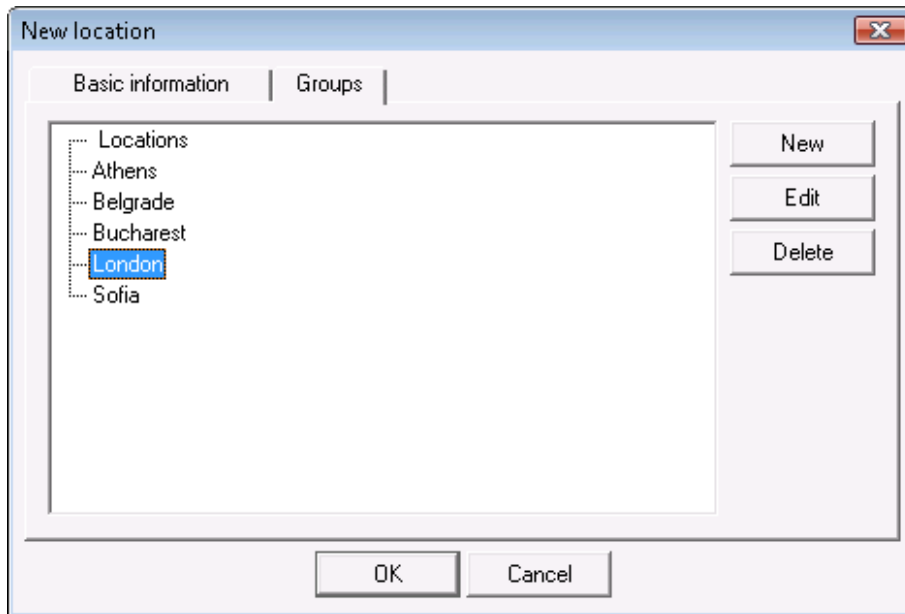 New location
Basic information Groups
Locations
Athens
Belgrade
Bucharest
London
Sofia
New
Edit
Delete
OK Cancel